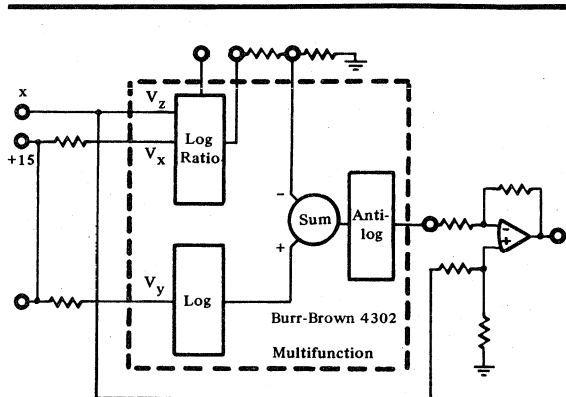 x
V_z
+15
V_x
Log
Ratio
-
Sum
+
Anti-
log
-
+
V_y
Log
Burr-Brown 4302
Multifunction